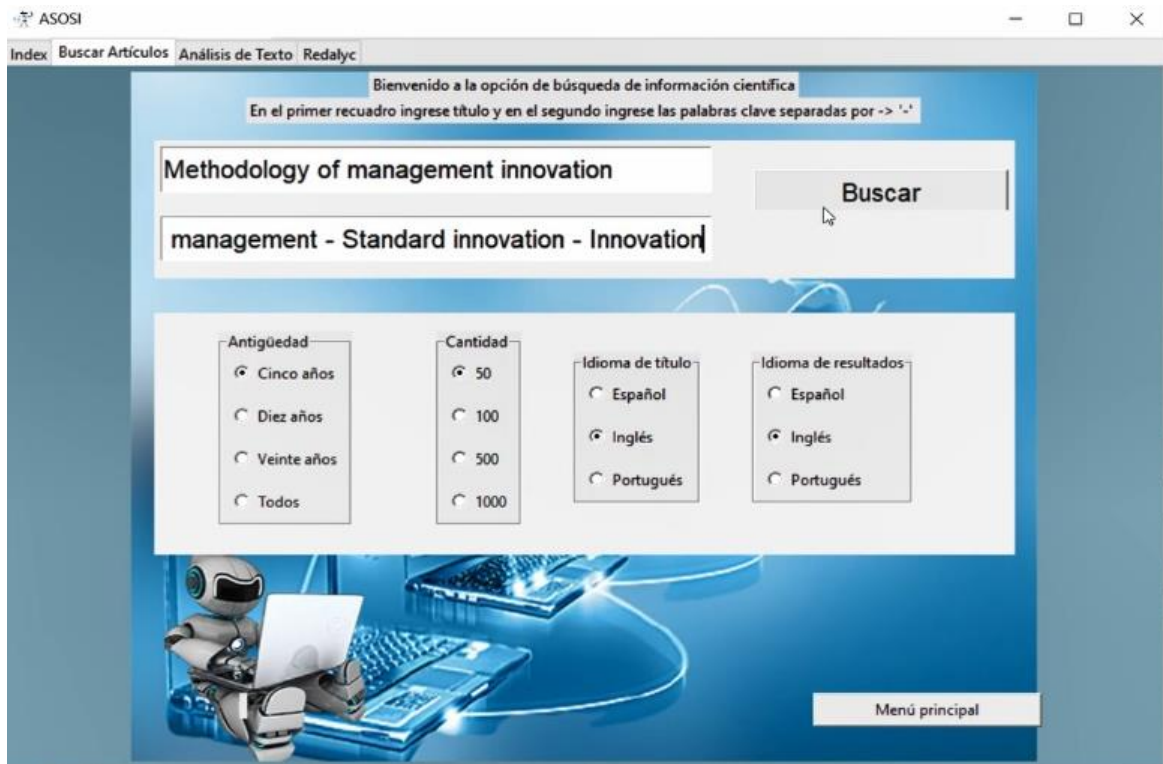 ASOSI
Index Buscar Artículos Análisis de Texto Redalyc
Bienvenido a la opción de búsqueda de información científica
En el primer recuadro ingrese título y en el segundo ingrese las palabras clave separadas por -> '-'
Methodology of management innovation
Buscar
management - Standard innovation - Innovation
Antigüedad
Cinco años
Diez años
Veinte años
Todos
Cantidad
50
100
500
1000
Idioma de título
Español
Inglés
Portugués
Idioma de resultados
Español
Inglés
Portugués
Menú principal